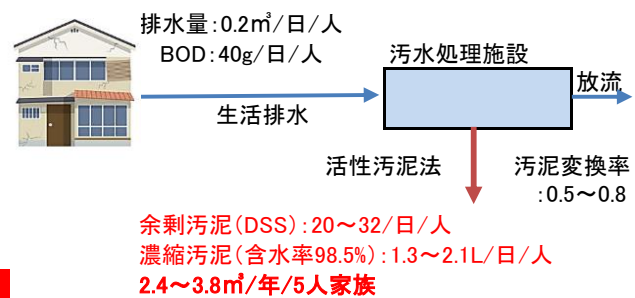 排水量:0.2㎥/日/人
BOD:40g/日/人
汚水処理施設
放流
生活排水
活性汚泥法
汚泥変換率
:0.5～0.8
余剰汚泥(DSS):20～32/日/人
濃縮汚泥(含水率98.5%):1.3～2.1L/日/人
2.4～3.8㎥/年/5人家族